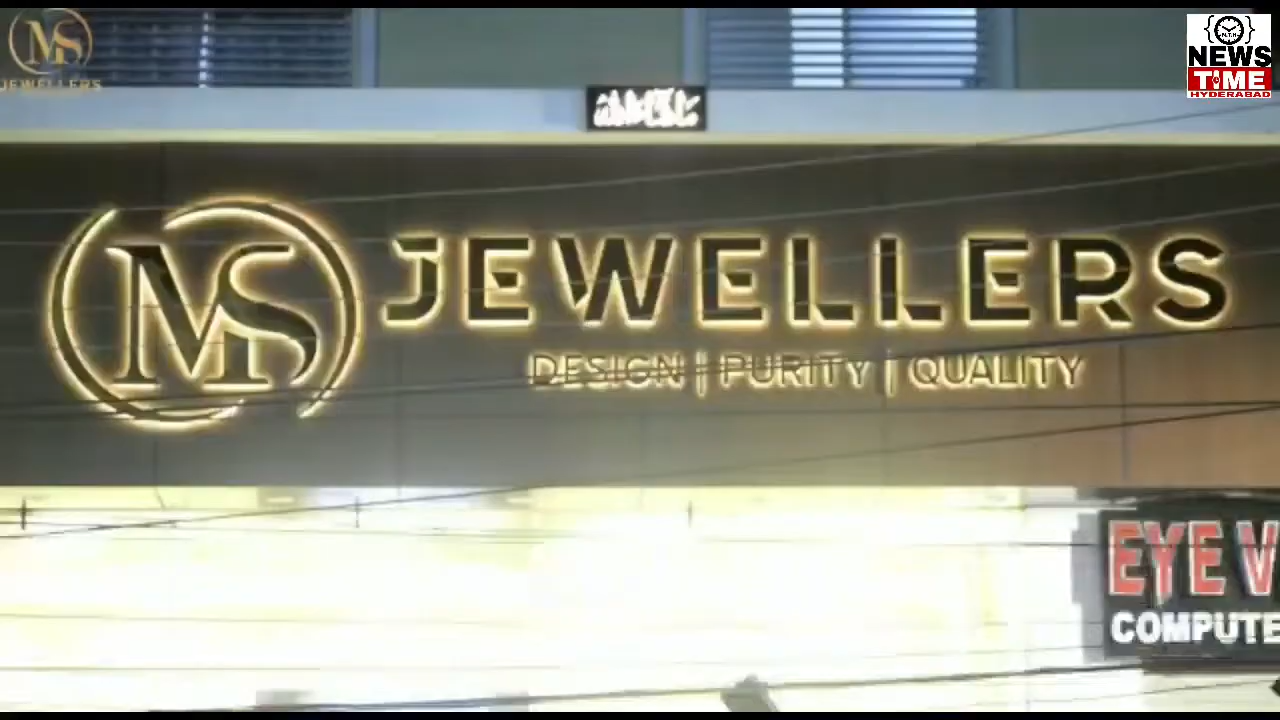 MS
JEWELLERS
NEWS
TIME
HYDERABAD
MS
JEWELLERS
DESIGN | PURITY | QUALITY
EYE V
COMPUTE